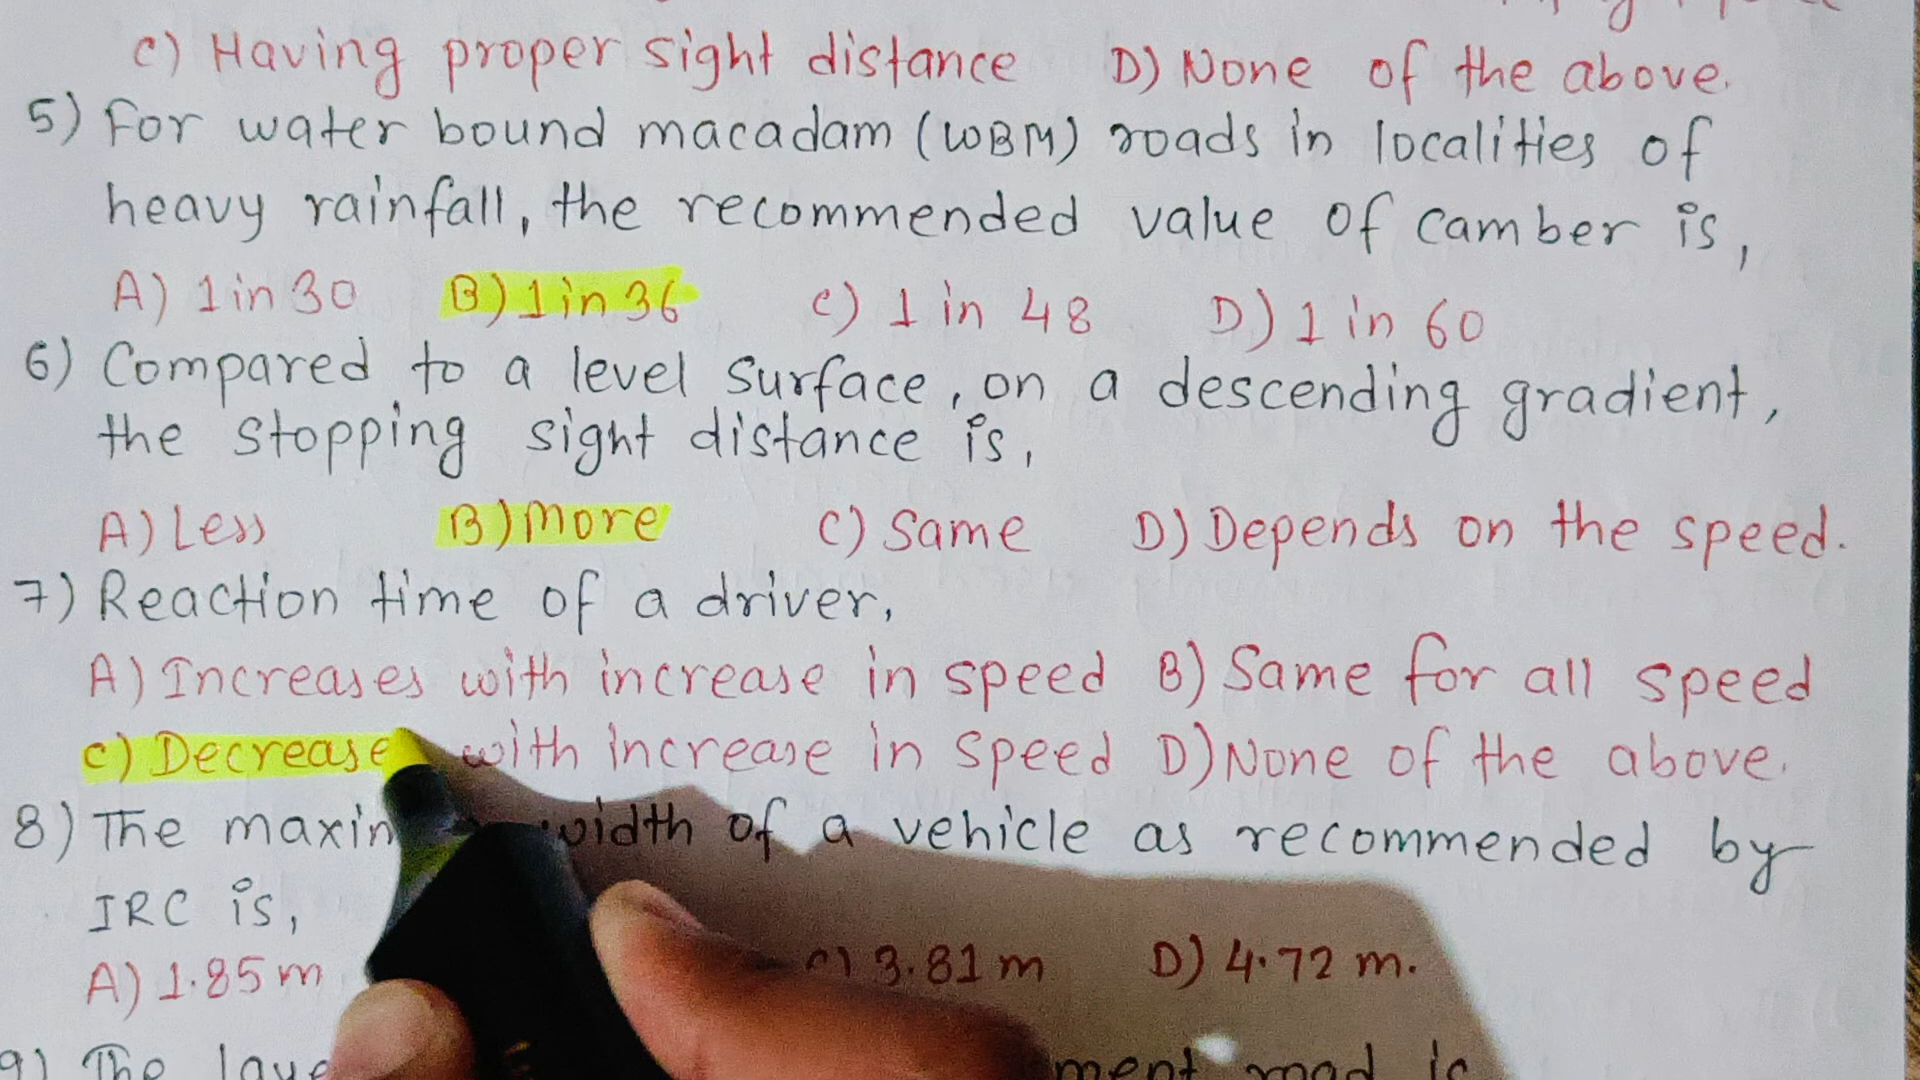 C) Having proper sight distance D) None of the above.
5) For water bound macadam (WBM) roads in localities of
heavy rainfall, the recommended value of camber is,
A) 1 in 30 B) 1 in 36 C) 1 in 48 D) 1 in 60
6) Compared to a level surface, on a descending gradient,
the stopping sight distance is,
A) Less B) More C) Same D) Depends on the speed.
7) Reaction time of a driver,
A) Increases with increase in speed B) Same for all speed
C) Decrease with increase in speed D) None of the above.
8) The width of a vehicle as recommended by
IRC is,
A) 1.85 m 3.81 m D) 4.72 m.
9) The